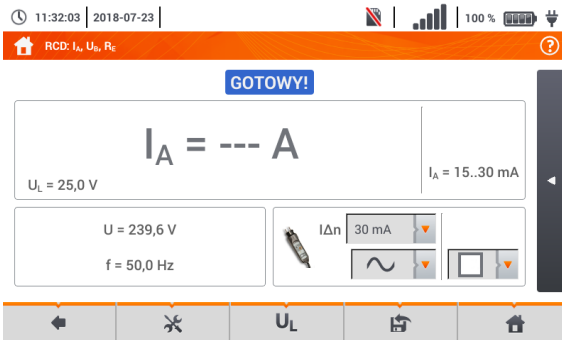 11:32:03 2018-07-23 100 %
RCD: IA, UB, RE
?
GOTOWY!
IA = --- A
IA = 15..30 mA
UL = 25,0 V
U = 239,6 V
f = 50,0 Hz
I∆n 30 mA
UL